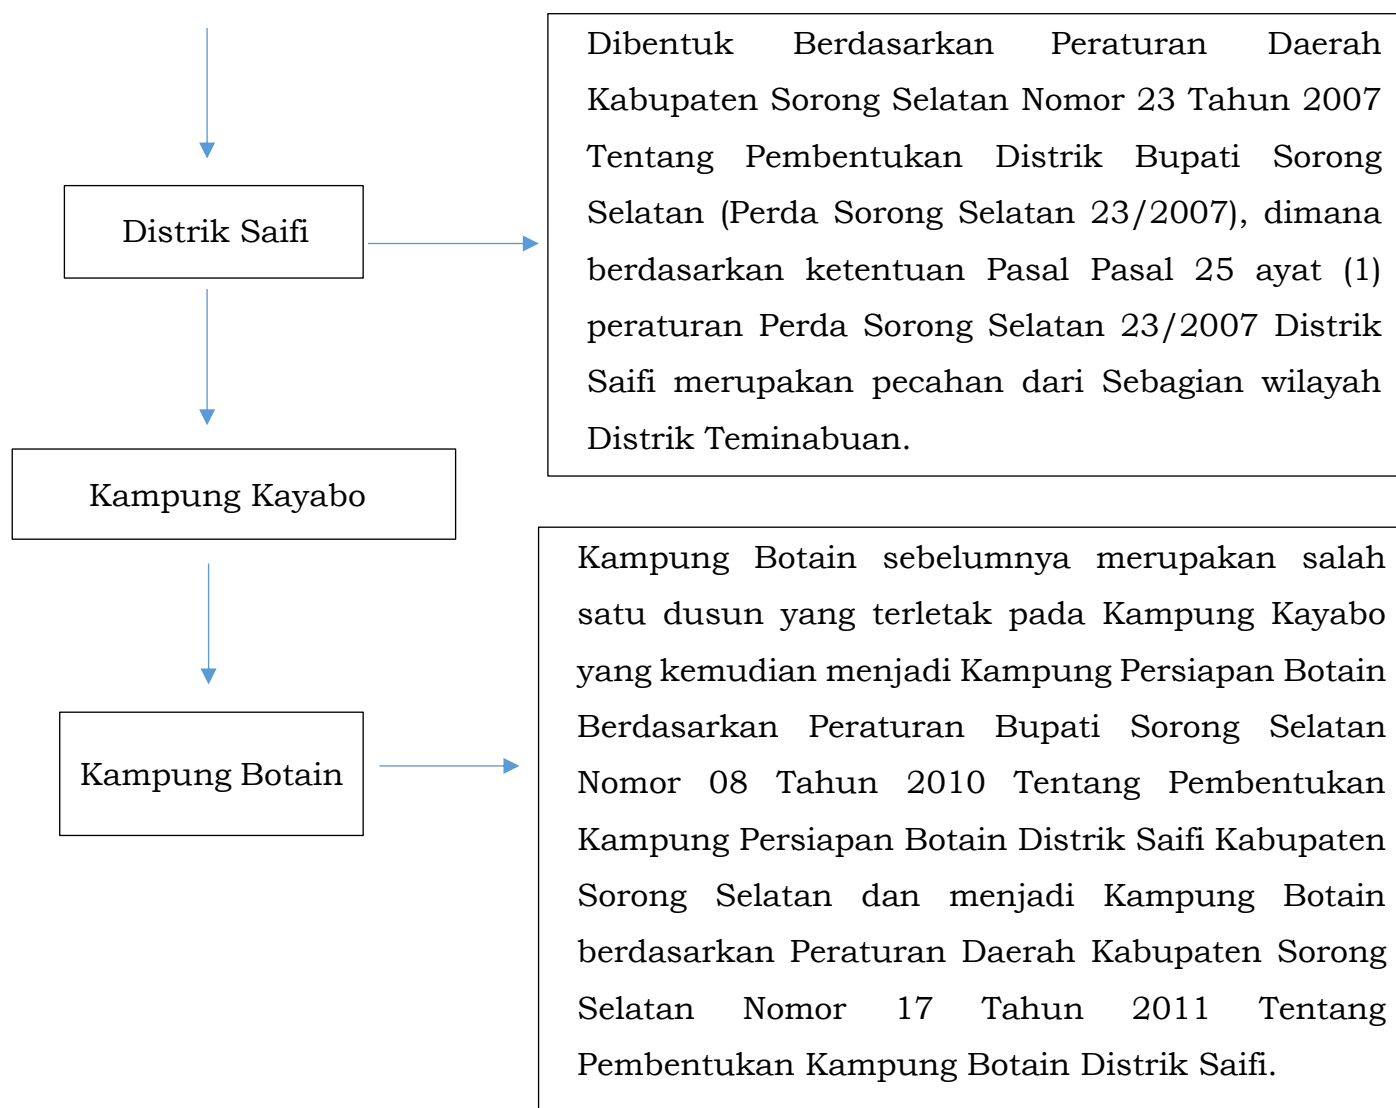 Dibentuk Berdasarkan Peraturan Daerah
Kabupaten Sorong Selatan Nomor 23 Tahun 2007
Tentang Pembentukan Distrik Bupati Sorong
Selatan (Perda Sorong Selatan 23/2007), dimana
berdasarkan ketentuan Pasal Pasal 25 ayat (1)
peraturan Perda Sorong Selatan 23/2007 Distrik
Saifi merupakan pecahan dari Sebagian wilayah
Distrik Teminabuan.
Distrik Saifi
Kampung Kayabo
Kampung Botain
Kampung Botain sebelumnya merupakan salah
satu dusun yang terletak pada Kampung Kayabo
yang kemudian menjadi Kampung Persiapan Botain
Berdasarkan Peraturan Bupati Sorong Selatan
Nomor 08 Tahun 2010 Tentang Pembentukan
Kampung Persiapan Botain Distrik Saifi Kabupaten
Sorong Selatan dan menjadi Kampung Botain
berdasarkan Peraturan Daerah Kabupaten Sorong
Selatan Nomor 17 Tahun 2011 Tentang
Pembentukan Kampung Botain Distrik Saifi.